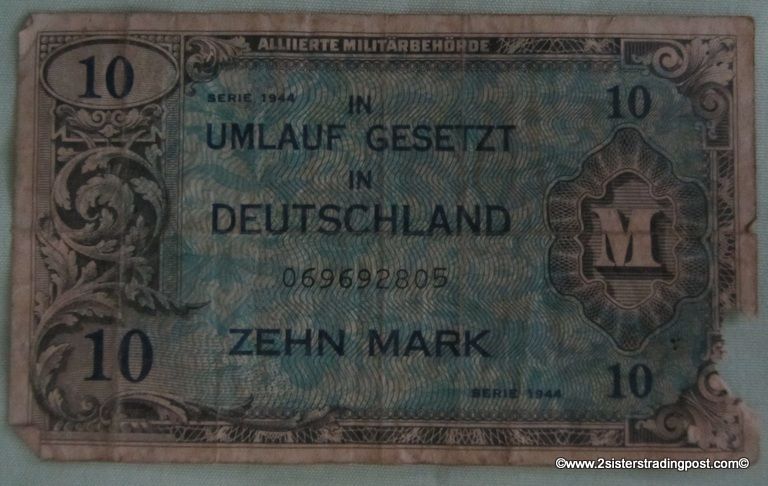 ALLIIERTE MILITÄRBEHÖRDE
10
SERIE 1944
IN
10
UMLAUF GESETZT
IN
DEUTSCHLAND
M
069692805
10
ZEHN MARK
10
SERIE 1944
©www.2sisterstradingpost.com©